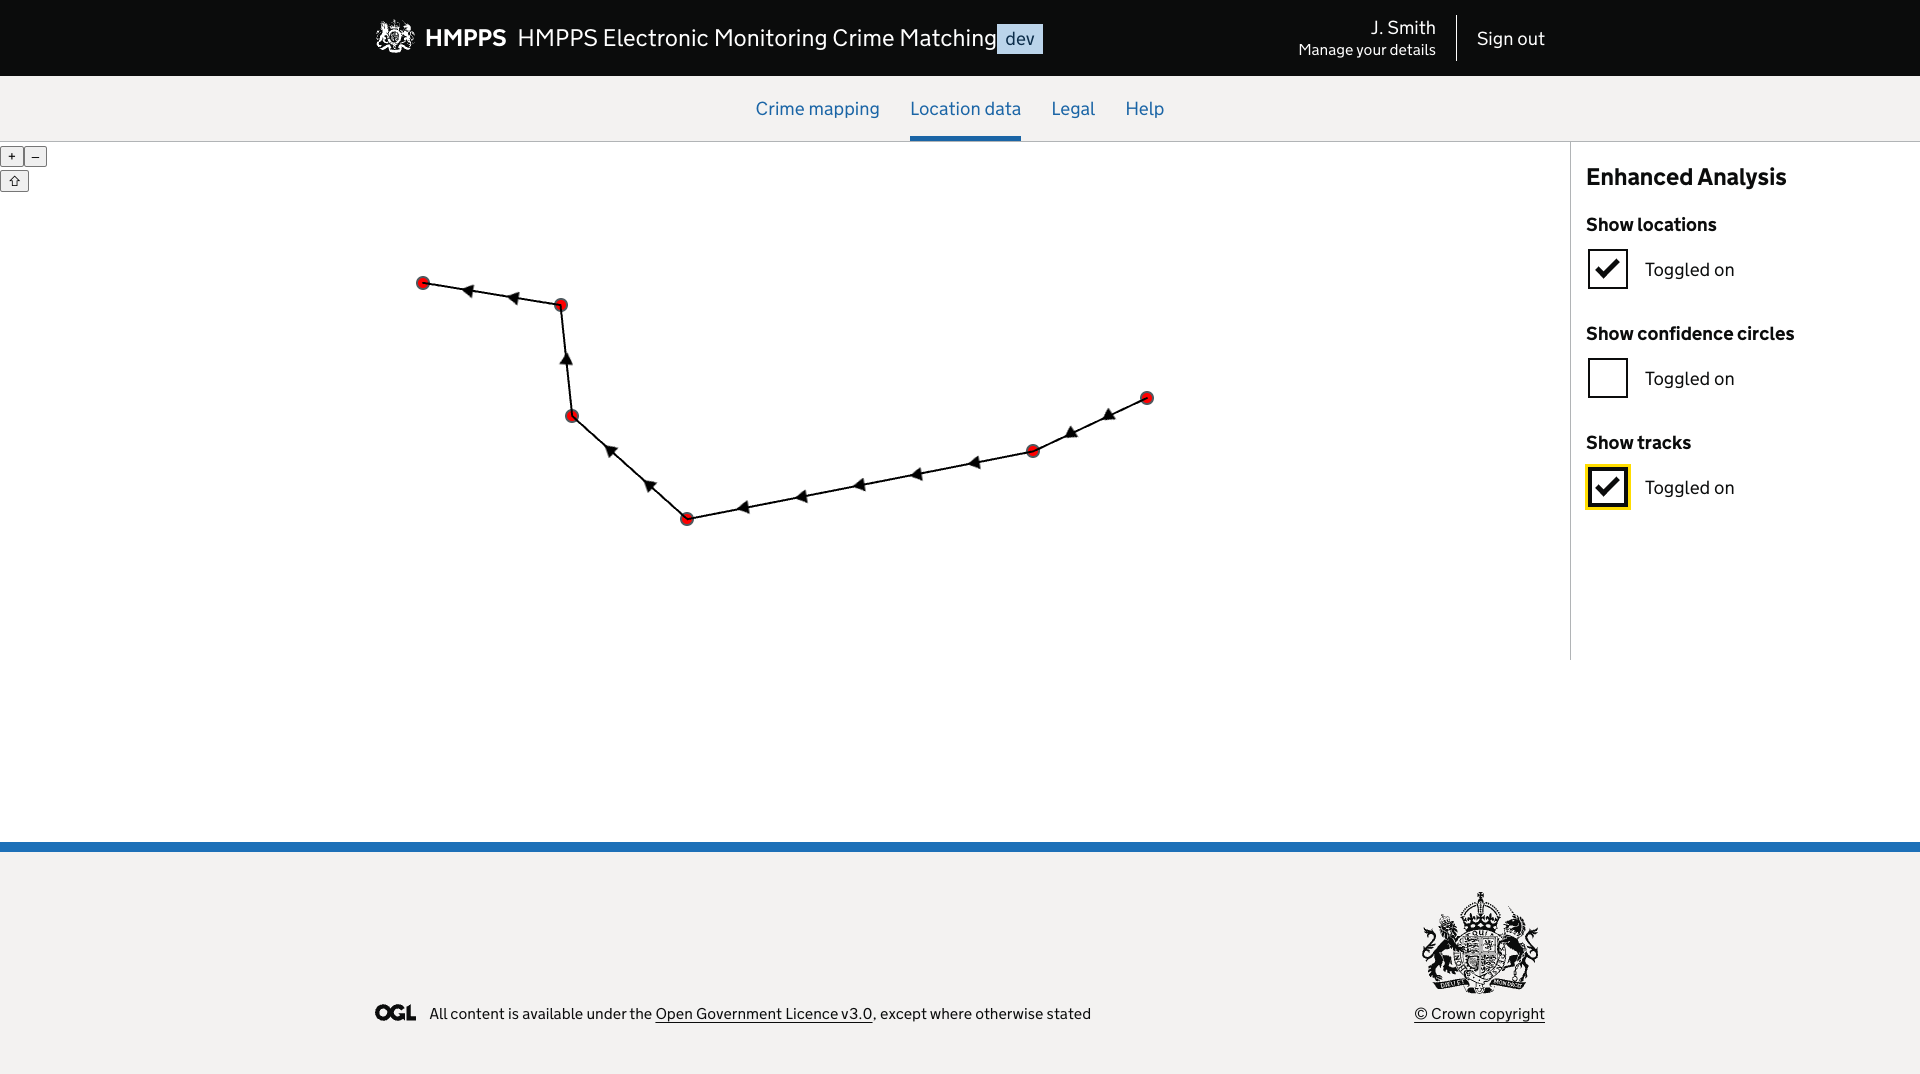 HMPPS HMPPS Electronic Monitoring Crime Matching dev
J. Smith
Manage your details
Sign out
Crime mapping Location data Legal Help
+ –
⇧
Enhanced Analysis
Show locations
Toggled on
Show confidence circles
Toggled on
Show tracks
Toggled on
OGL All content is available under the Open Government Licence v3.0, except where otherwise stated
© Crown copyright